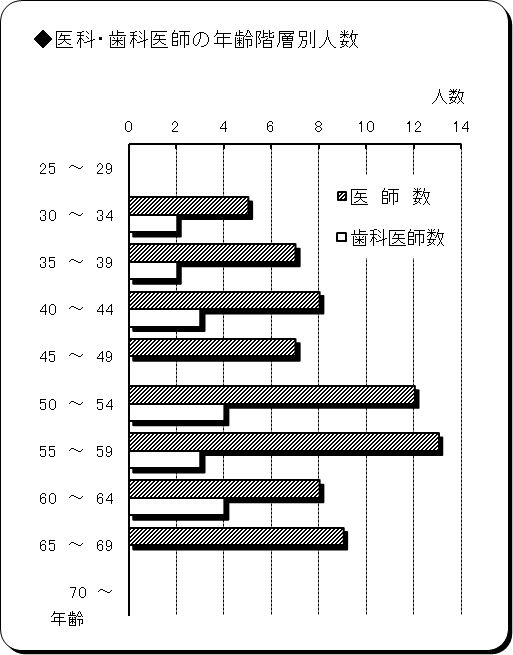 ◆医科・歯科医師の年齢階層別人数
人数
0 2 4 6 8 10 12 14
25 ～ 29
30 ～ 34
35 ～ 39
40 ～ 44
45 ～ 49
50 ～ 54
55 ～ 59
60 ～ 64
65 ～ 69
70 ～
年齢
医 師 数
歯科医師数